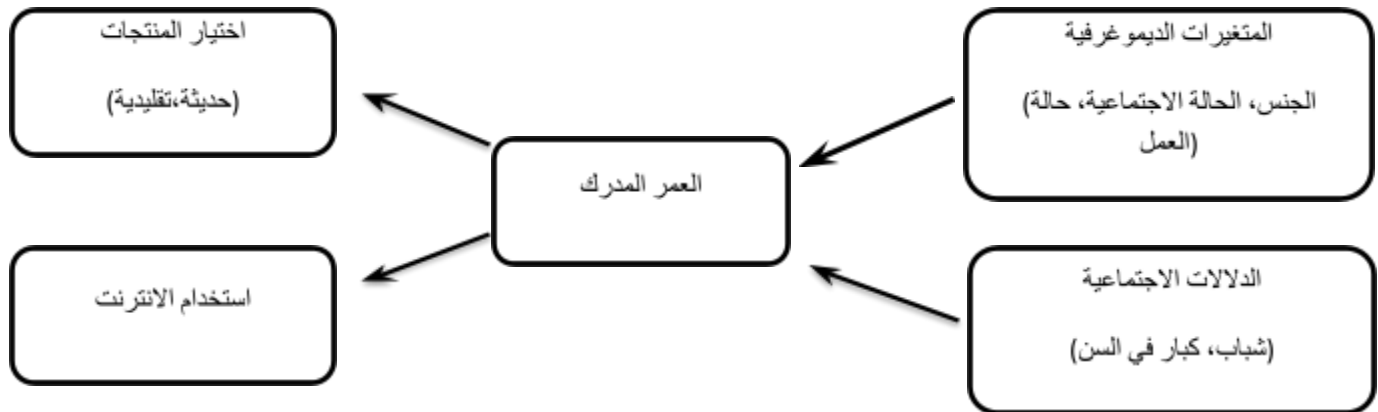 المتغيرات الديموغرفية
(الجنس، الحالة الاجتماعية، حالة
العمل)
الدلالات الاجتماعية
(شباب، كبار في السن)
العمر المدرك
اختيار المنتجات
(حديثة،تقليدية)
استخدام الانترنت